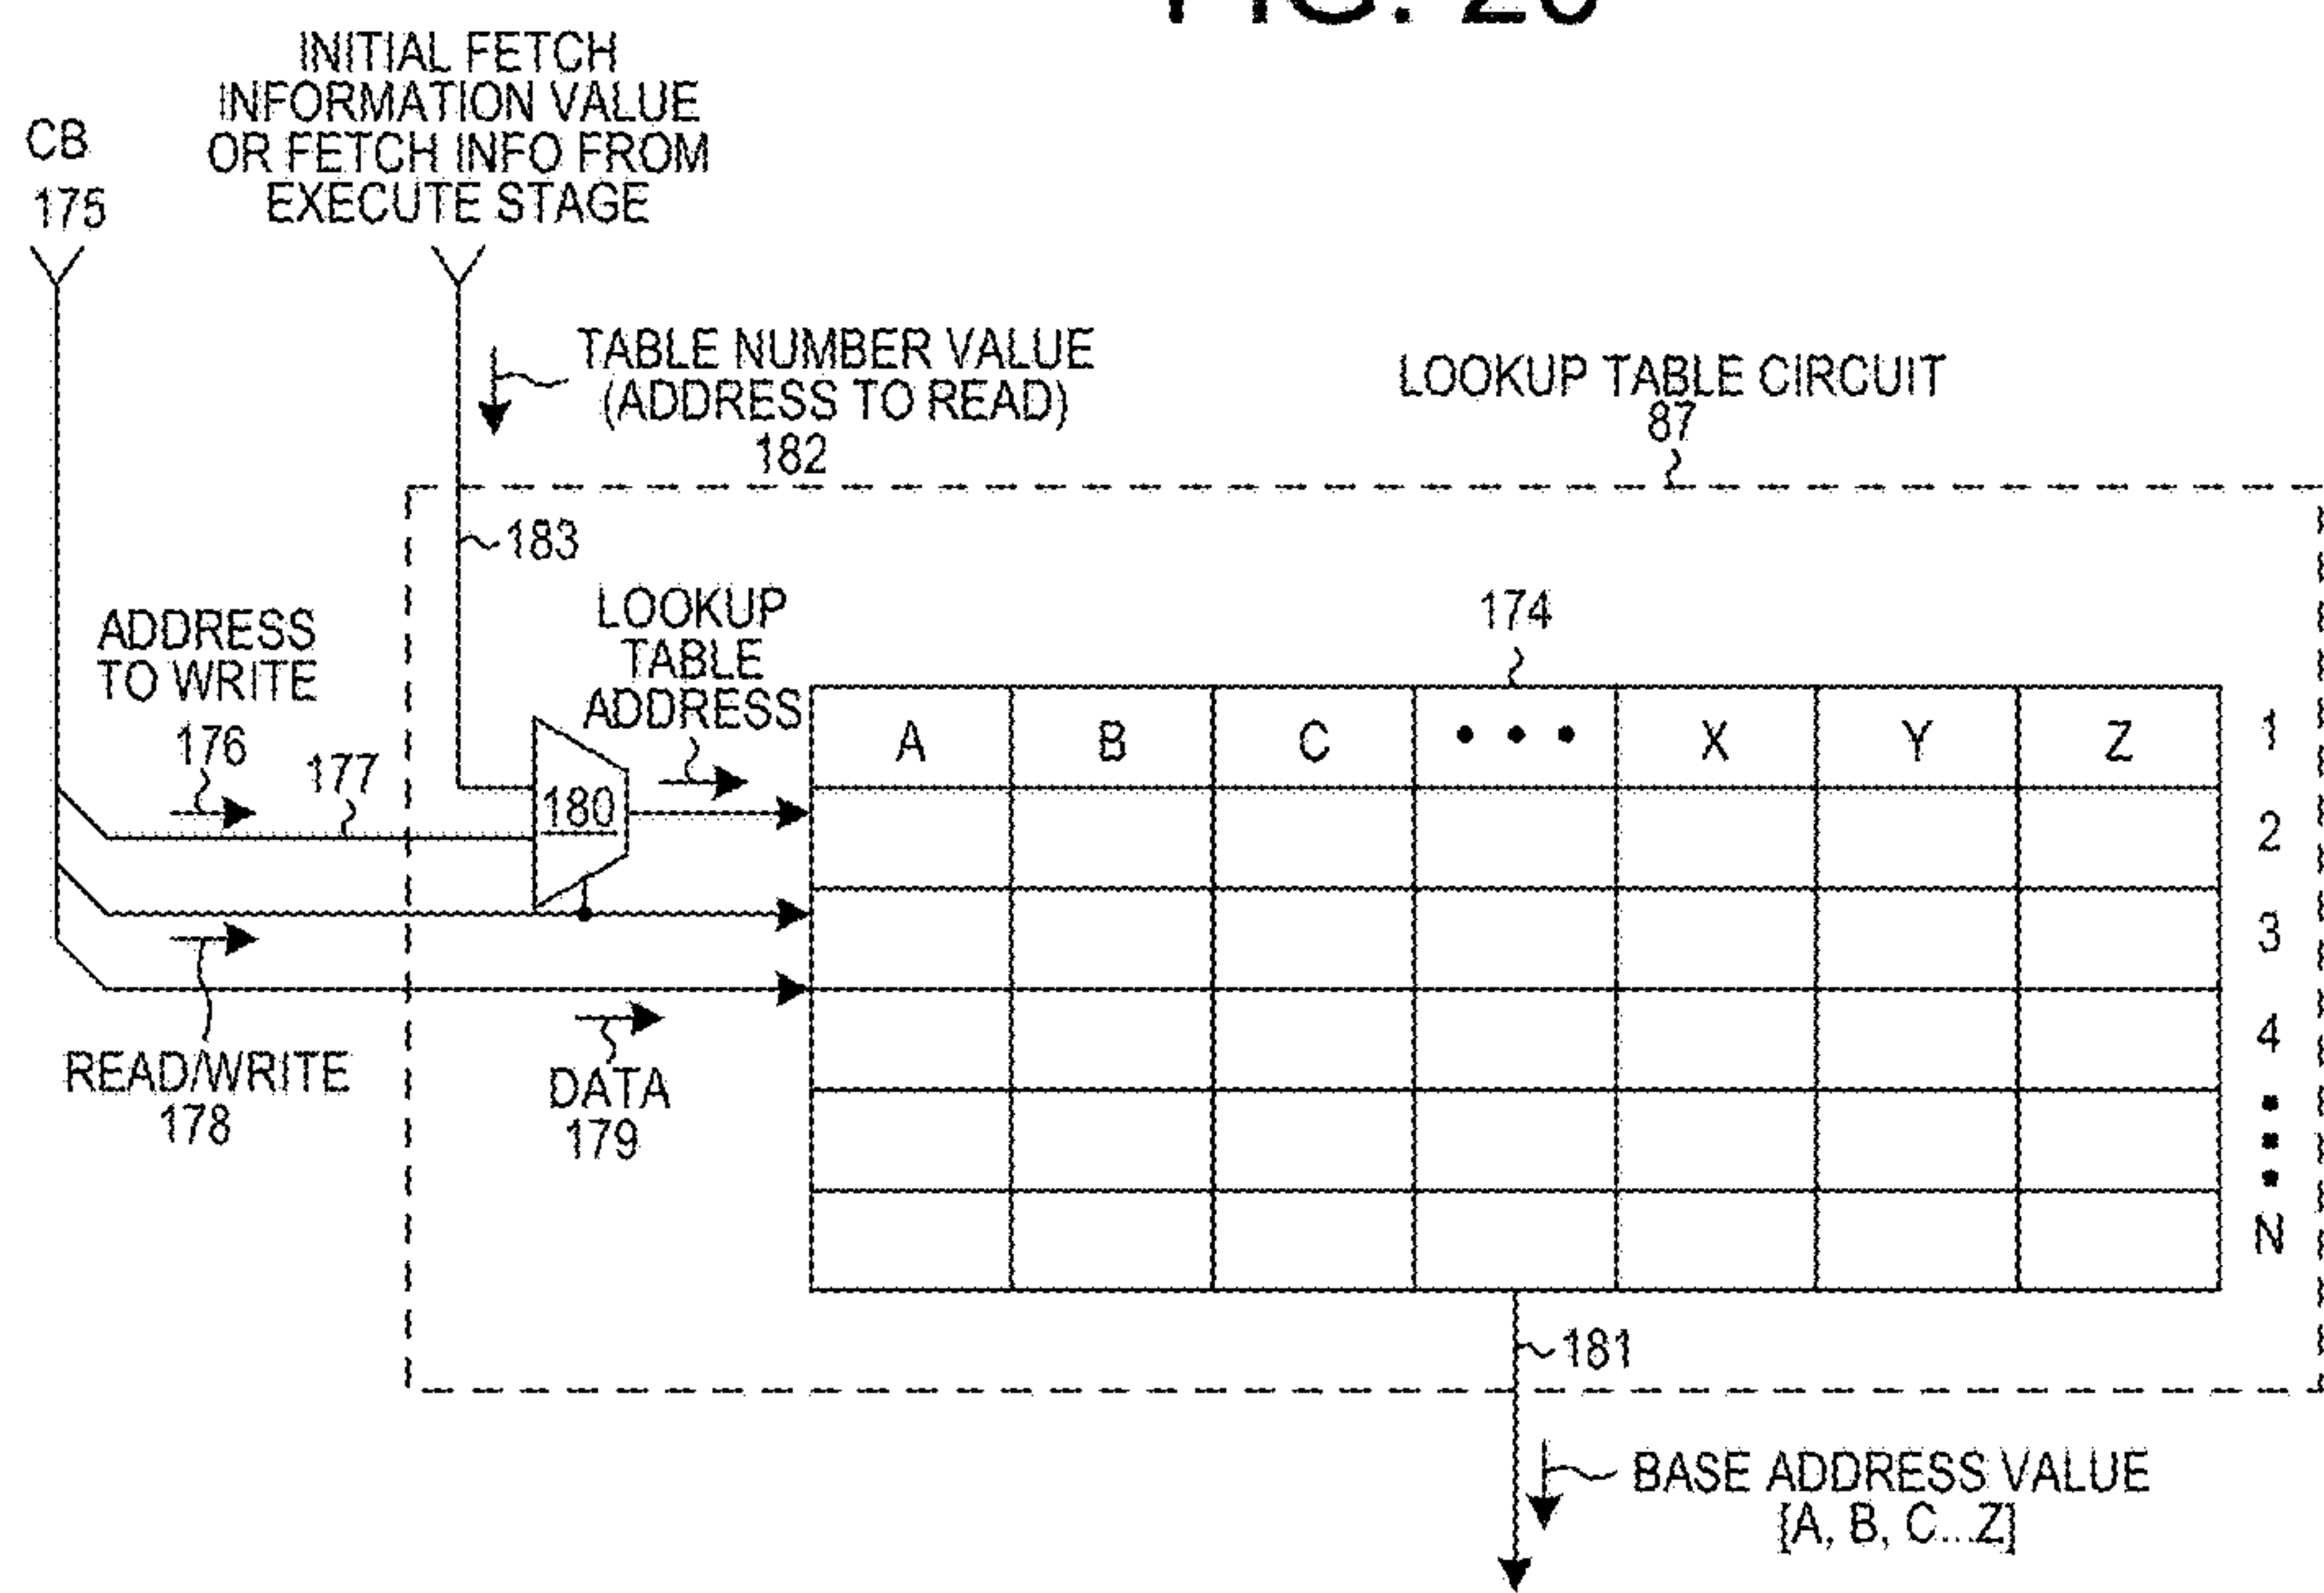 INITIAL FETCH
INFORMATION VALUE
OR FETCH INFO FROM
EXECUTE STAGE
CB
175
TABLE NUMBER VALUE
(ADDRESS TO READ)
182
LOOKUP TABLE CIRCUIT
87
183
ADDRESS
TO WRITE
176
177
LOOKUP
TABLE
ADDRESS
180
174
A B C • • • X Y Z 1
2
3
4
•
•
•
N
READ/WRITE
178
DATA
179
181
BASE ADDRESS VALUE
[A, B, C...Z]